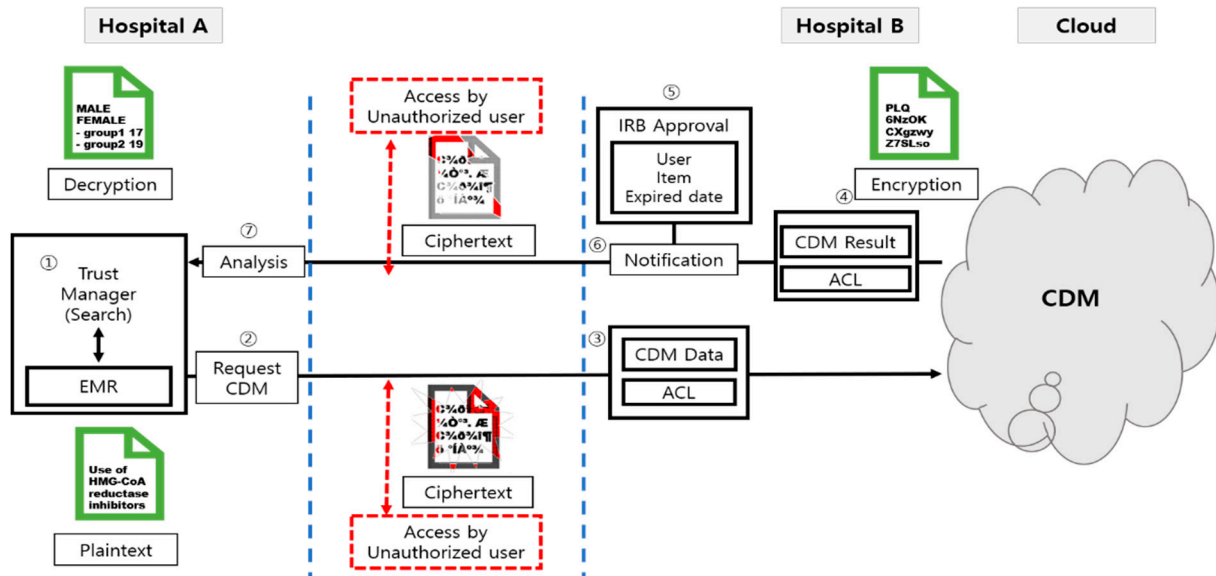 Hospital A
Hospital B
Cloud
MALE
FEMALE
- group1 17
- group2 19
Decryption
Access by
Unauthorized user
Ciphertext
⑤
IRB Approval
User
Item
Expired date
PLQ
6NzOK
CXgzwy
Z7SLso
Encryption
④
CDM Result
ACL
⑦
Analysis
⑥
Notification
①
Trust
Manager
(Search)
EMR
②
Request
CDM
③
CDM Data
ACL
CDM
Use of
HMG-CoA
reductase
inhibitors
Plaintext
Ciphertext
Access by
Unauthorized user